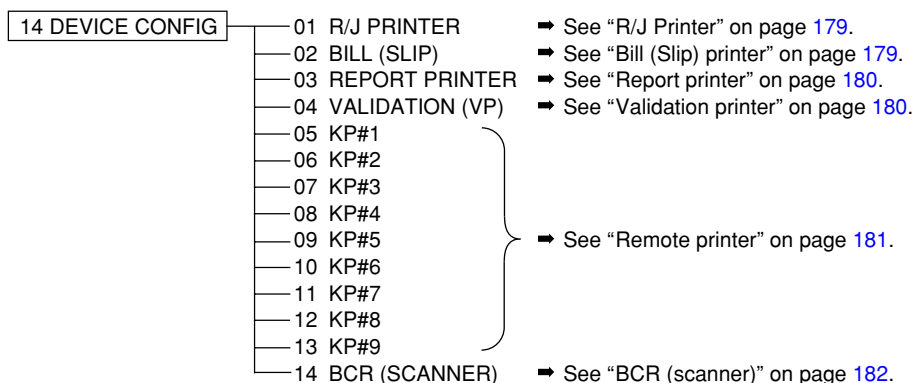 14 DEVICE CONFIG
01 R/J PRINTER ➡ See “R/J Printer” on page 179.
02 BILL (SLIP) ➡ See “Bill (Slip) printer” on page 179.
03 REPORT PRINTER ➡ See “Report printer” on page 180.
04 VALIDATION (VP) ➡ See “Validation printer” on page 180.
05 KP#1
06 KP#2
07 KP#3
08 KP#4
09 KP#5 ➡ See “Remote printer” on page 181.
10 KP#6
11 KP#7
12 KP#8
13 KP#9
14 BCR (SCANNER) ➡ See “BCR (scanner)” on page 182.